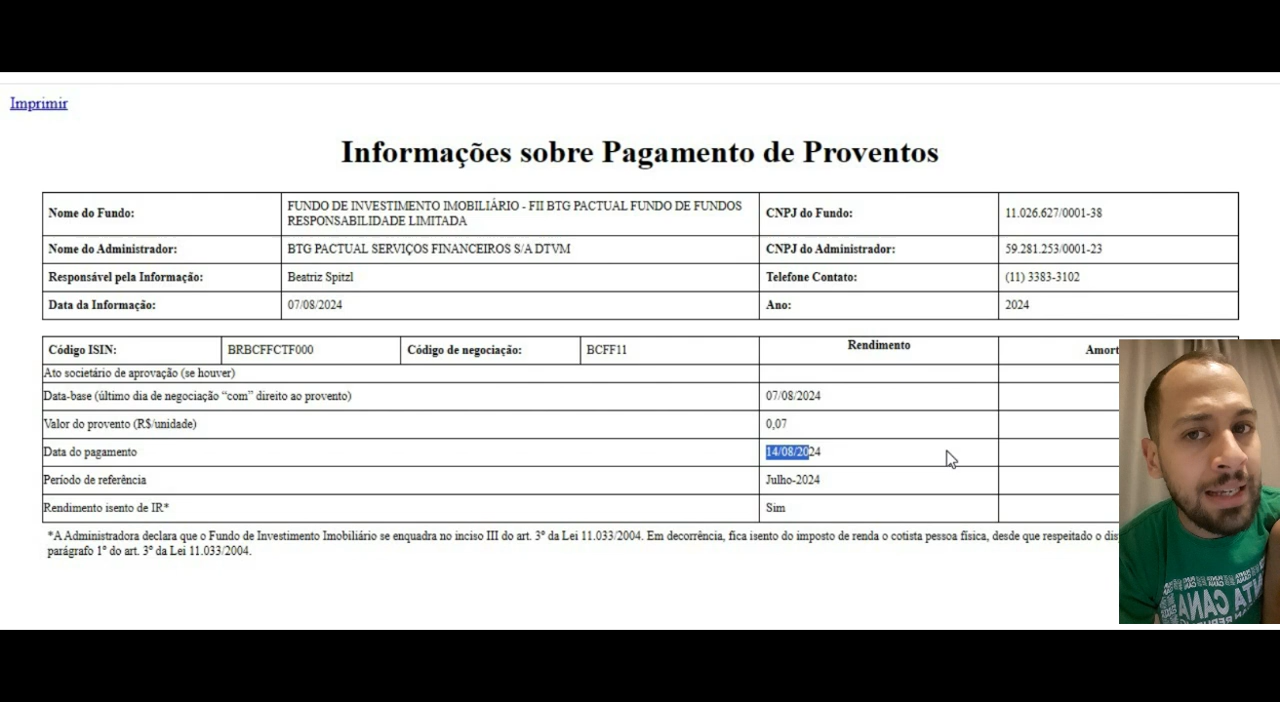 Imprimir
Informações sobre Pagamento de Proventos
Nome do Fundo: FUNDO DE INVESTIMENTO IMOBILIÁRIO - FII BTG PACTUAL FUNDO DE FUNDOS RESPONSABILIDADE LIMITADA CNPJ do Fundo: 11.026.627/0001-38
Nome do Administrador: BTG PACTUAL SERVIÇOS FINANCEIROS S/A DTVM CNPJ do Administrador: 59.281.253/0001-23
Responsável pela Informação: Beatriz Spitzl Telefone Contato: (11) 3383-3102
Data da Informação: 07/08/2024 Ano: 2024
Código ISIN: BRBCFFCTF000 Código de negociação: BCFF11 Rendimento Amort
Ato societário de aprovação (se houver)
Data-base (último dia de negociação “com” direito ao provento) 07/08/2024
Valor do provento (R$/unidade) 0,07
Data do pagamento 14/08/2024
Período de referência Julho-2024
Rendimento isento de IR* Sim
*A Administradora declara que o Fundo de Investimento Imobiliário se enquadra no inciso III do art. 3º da Lei 11.033/2004. Em decorrência, fica isento do imposto de renda o cotista pessoa física, desde que respeitado o dis
parágrafo 1º do art. 3º da Lei 11.033/2004.